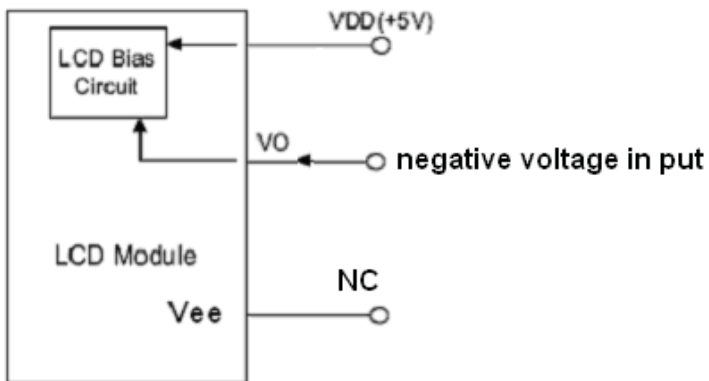 VDD(+5V)
LCD Bias
Circuit
VO
negative voltage in put
LCD Module
NC
Vee